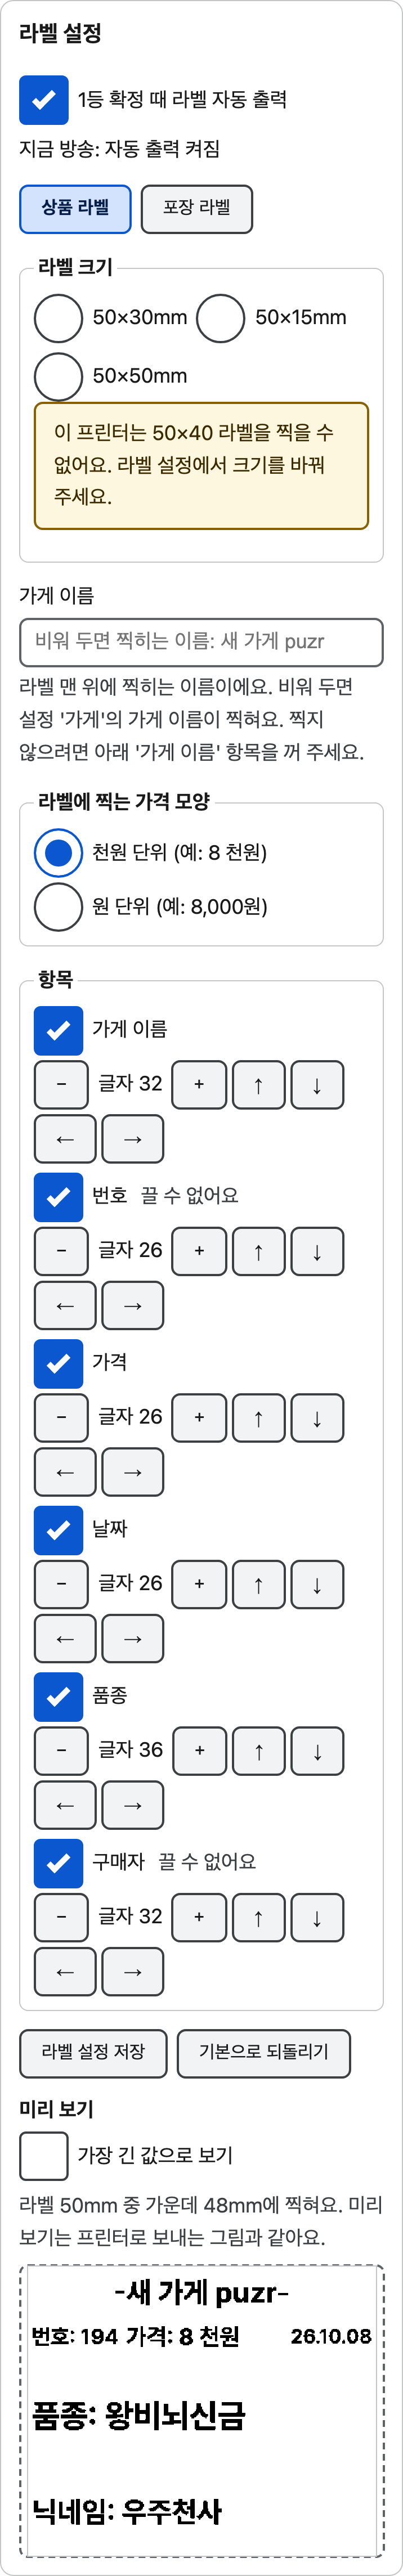 라벨 설정
1등 확정 때 라벨 자동 출력
지금 방송: 자동 출력 켜짐
상품 라벨 포장 라벨
라벨 크기
50×30mm 50×15mm
50×50mm
이 프린터는 50×40 라벨을 찍을 수
없어요. 라벨 설정에서 크기를 바꿔
주세요.
가게 이름
비워 두면 찍히는 이름: 새 가게 puzr
라벨 맨 위에 찍히는 이름이에요. 비워 두면
설정 '가게'의 가게 이름이 찍혀요. 찍지
않으려면 아래 '가게 이름' 항목을 꺼 주세요.
라벨에 찍는 가격 모양
천원 단위 (예: 8 천원)
원 단위 (예: 8,000원)
항목
가게 이름
− 글자 32 + ↑ ↓
← →
번호 끌 수 없어요
− 글자 26 + ↑ ↓
← →
가격
− 글자 26 + ↑ ↓
← →
날짜
− 글자 26 + ↑ ↓
← →
품종
− 글자 36 + ↑ ↓
← →
구매자 끌 수 없어요
− 글자 32 + ↑ ↓
← →
라벨 설정 저장 기본으로 되돌리기
미리 보기
가장 긴 값으로 보기
라벨 50mm 중 가운데 48mm에 찍혀요. 미리
보기는 프린터로 보내는 그림과 같아요.
-새 가게 puzr-
번호: 194 가격: 8 천원 26.10.08
품종: 왕비뇌신금
닉네임: 우주천사